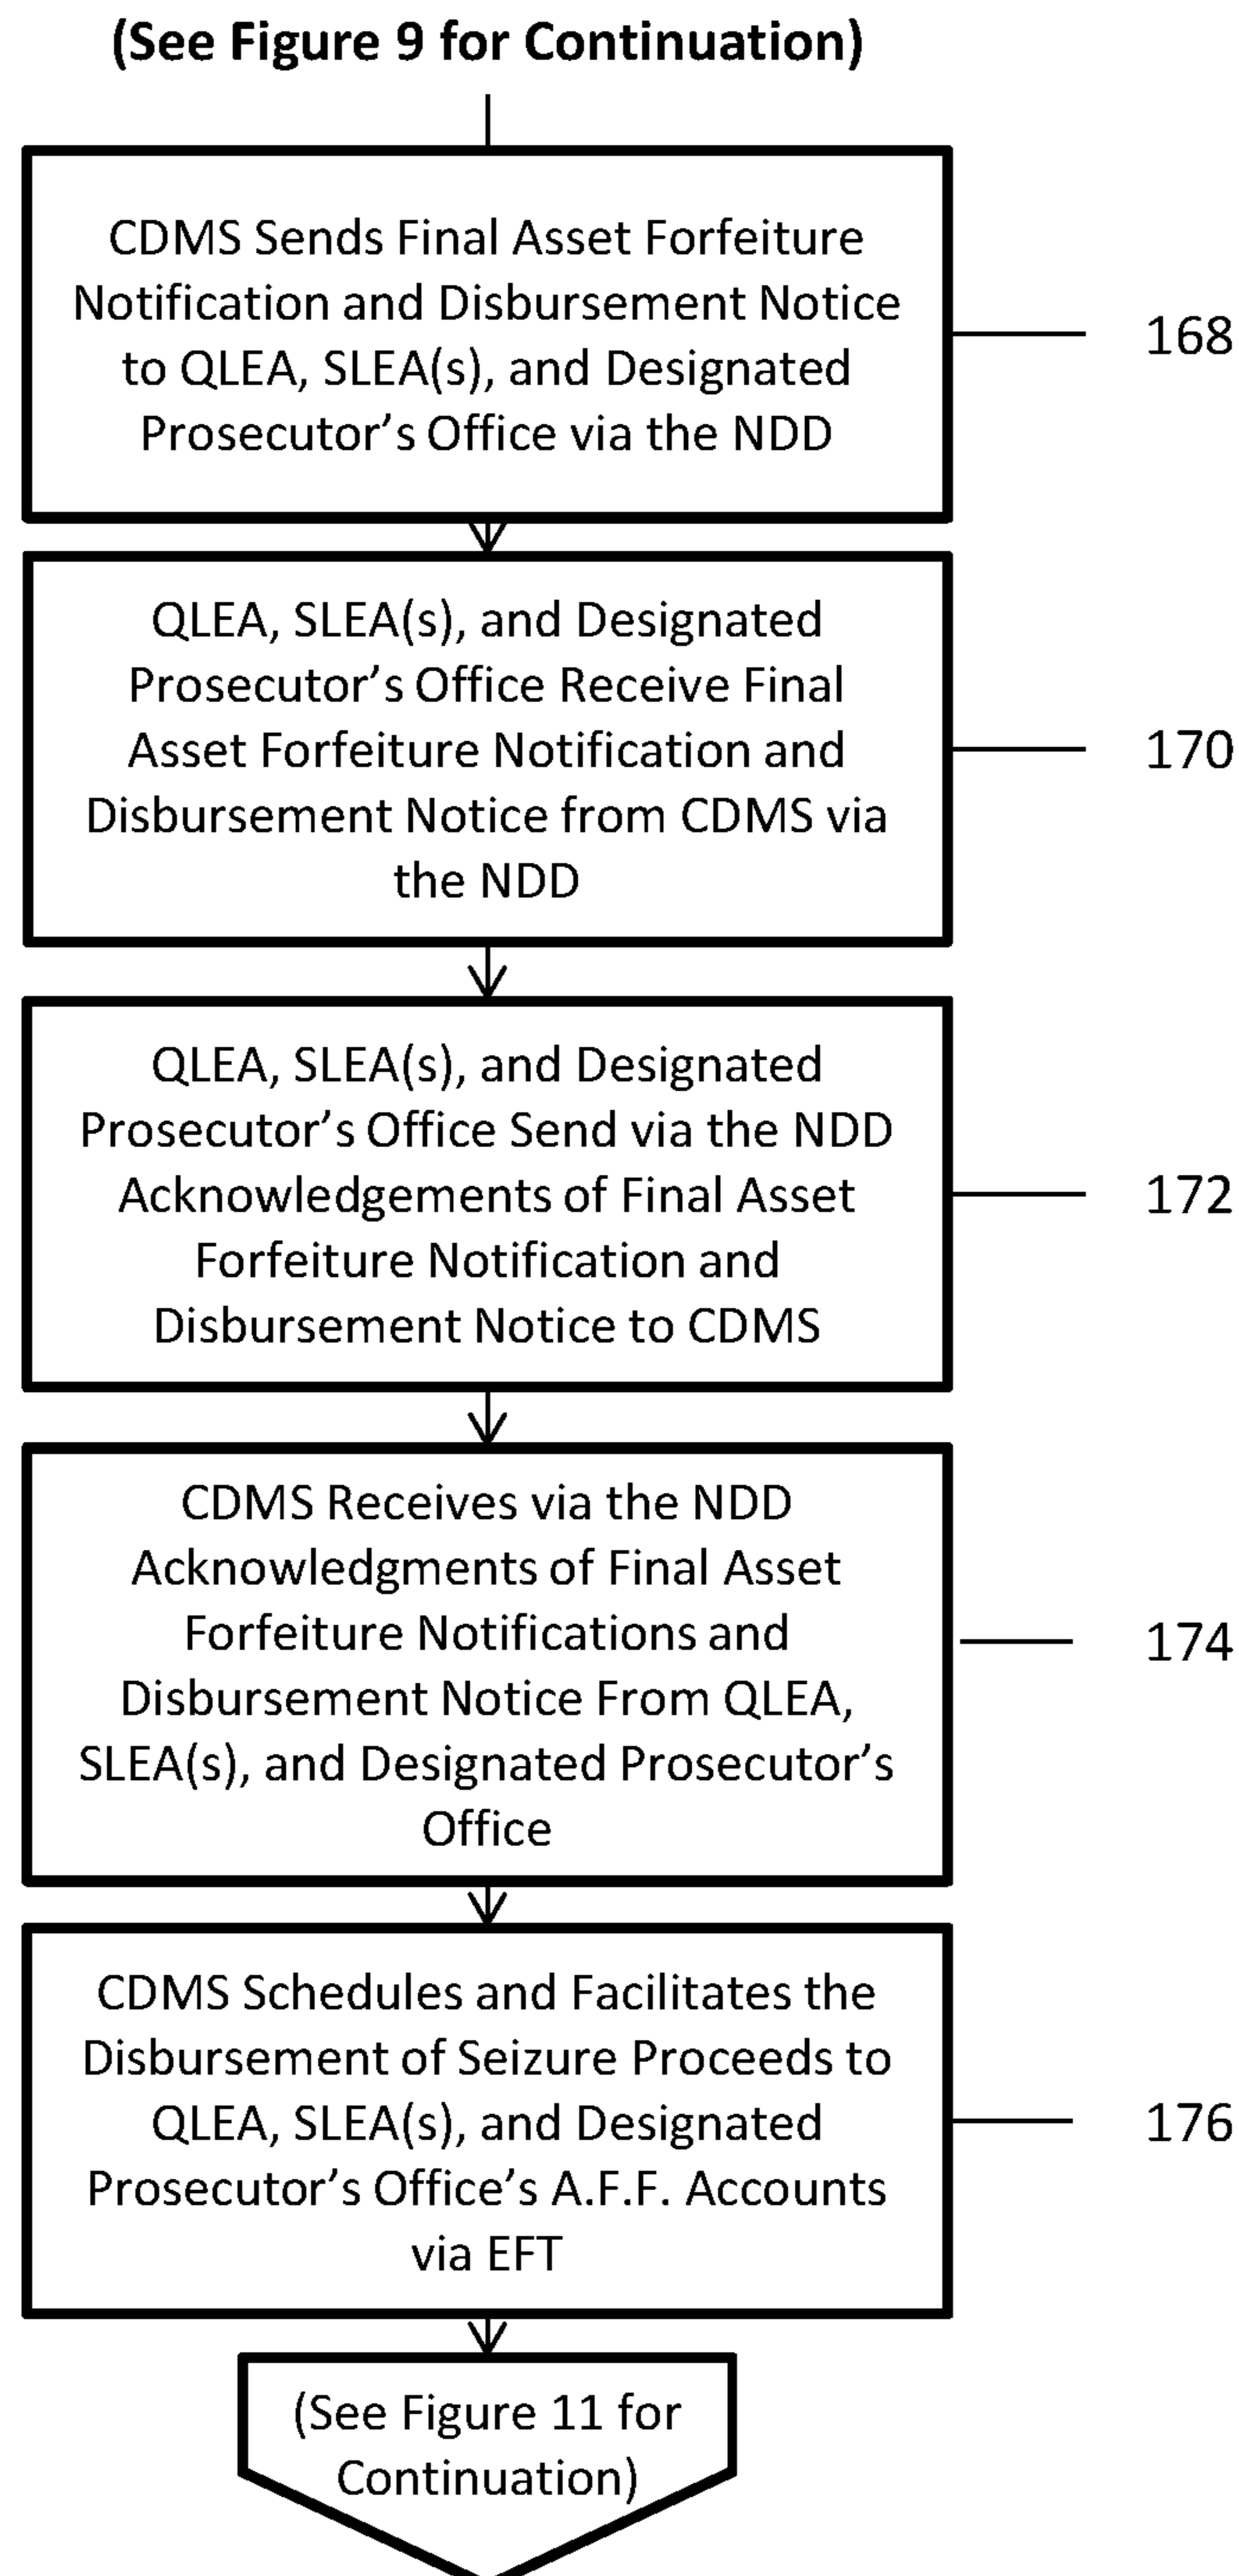 (See Figure 9 for Continuation)
CDMS Sends Final Asset Forfeiture
Notification and Disbursement Notice
to QLEA, SLEA(s), and Designated
Prosecutor’s Office via the NDD
168
QLEA, SLEA(s), and Designated
Prosecutor’s Office Receive Final
Asset Forfeiture Notification and
Disbursement Notice from CDMS via
the NDD
170
QLEA, SLEA(s), and Designated
Prosecutor’s Office Send via the NDD
Acknowledgements of Final Asset
Forfeiture Notification and
Disbursement Notice to CDMS
172
CDMS Receives via the NDD
Acknowledgments of Final Asset
Forfeiture Notifications and
Disbursement Notice From QLEA,
SLEA(s), and Designated Prosecutor’s
Office
174
CDMS Schedules and Facilitates the
Disbursement of Seizure Proceeds to
QLEA, SLEA(s), and Designated
Prosecutor’s Office’s A.F.F. Accounts
via EFT
176
(See Figure 11 for
Continuation)